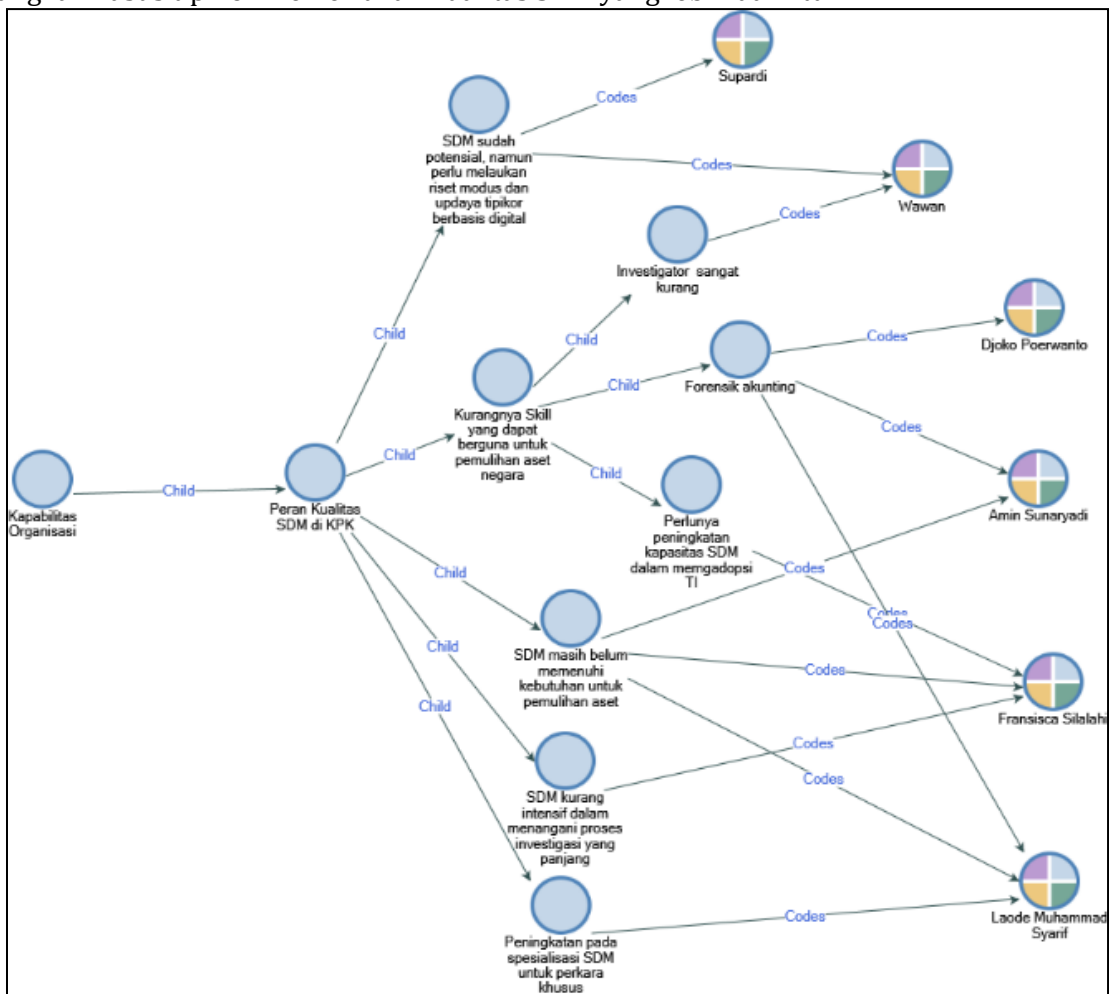 Supardi
Codes
SDM sudah
potensial, namun
perlu melaukan
riset modus dan
updaya tipikor
berbasis digital
Codes
Wawan
Codes
Investigator sangat
kurang
Child
Child
Djoko Poerwanto
Codes
Forensik akunting
Child
Kurangnya Skill
yang dapat
berguna untuk
pemulihan aset
negara
Codes
Child
Child
Child
Kapabilitas
Organisasi
Peran Kualitas
SDM di KPK
Perlunya
peningkatan
kapasitas SDM
dalam memgadopsi
TI
Amin Sunaryadi
Child
Codes
Codes
Codes
Child
SDM masih belum
memenuhi
kebutuhan untuk
pemulihan aset
Codes
Fransisca Silalahi
Child
Codes
Codes
SDM kurang
intensif dalam
menangani proses
investigasi yang
panjang
Codes
Laode Muhammad
Syarif
Peningkatan pada
spesialisasi SDM
untuk perkara
khusus